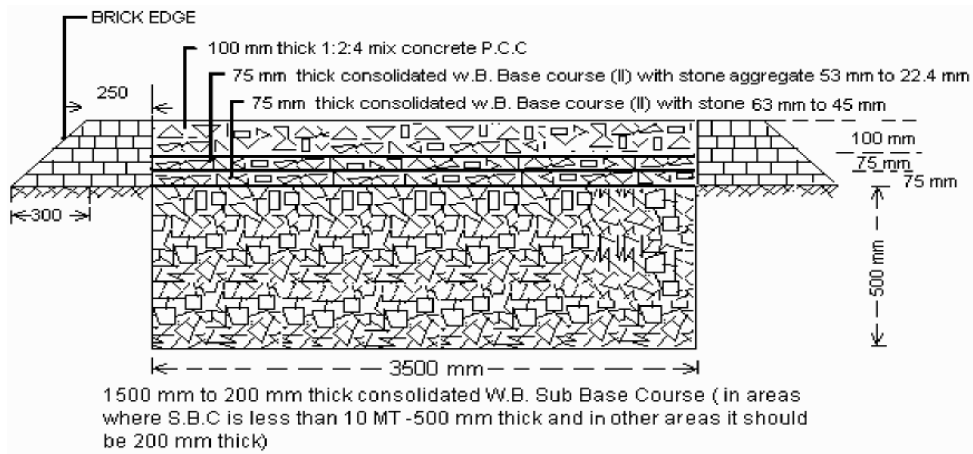 BRICK EDGE
100 mm thick 1:2:4 mix concrete P.C.C
75 mm thick consolidated w.B. Base course (II) with stone aggregate 53 mm to 22.4 mm
250
75 mm thick consolidated w.B. Base course (II) with stone 63 mm to 45 mm
100 mm
75 mm
75 mm
300
500 mm
3500 mm
1500 mm to 200 mm thick consolidated W.B. Sub Base Course ( in areas
where S.B.C is less than 10 MT -500 mm thick and in other areas it should
be 200 mm thick)